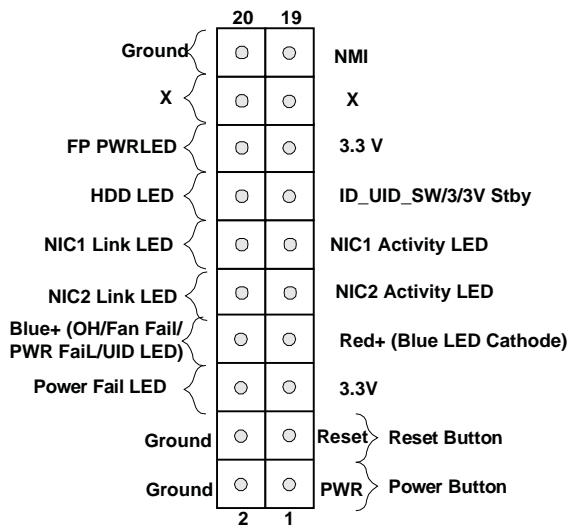 20 19
Ground NMI
X X
FP PWRLED 3.3 V
HDD LED ID_UID_SW/3/3V Stby
NIC1 Link LED NIC1 Activity LED
NIC2 Link LED NIC2 Activity LED
Blue+ (OH/Fan Fail/
PWR FaiL/UID LED) Red+ (Blue LED Cathode)
Power Fail LED 3.3V
Ground Reset Reset Button
Ground PWR Power Button
2 1